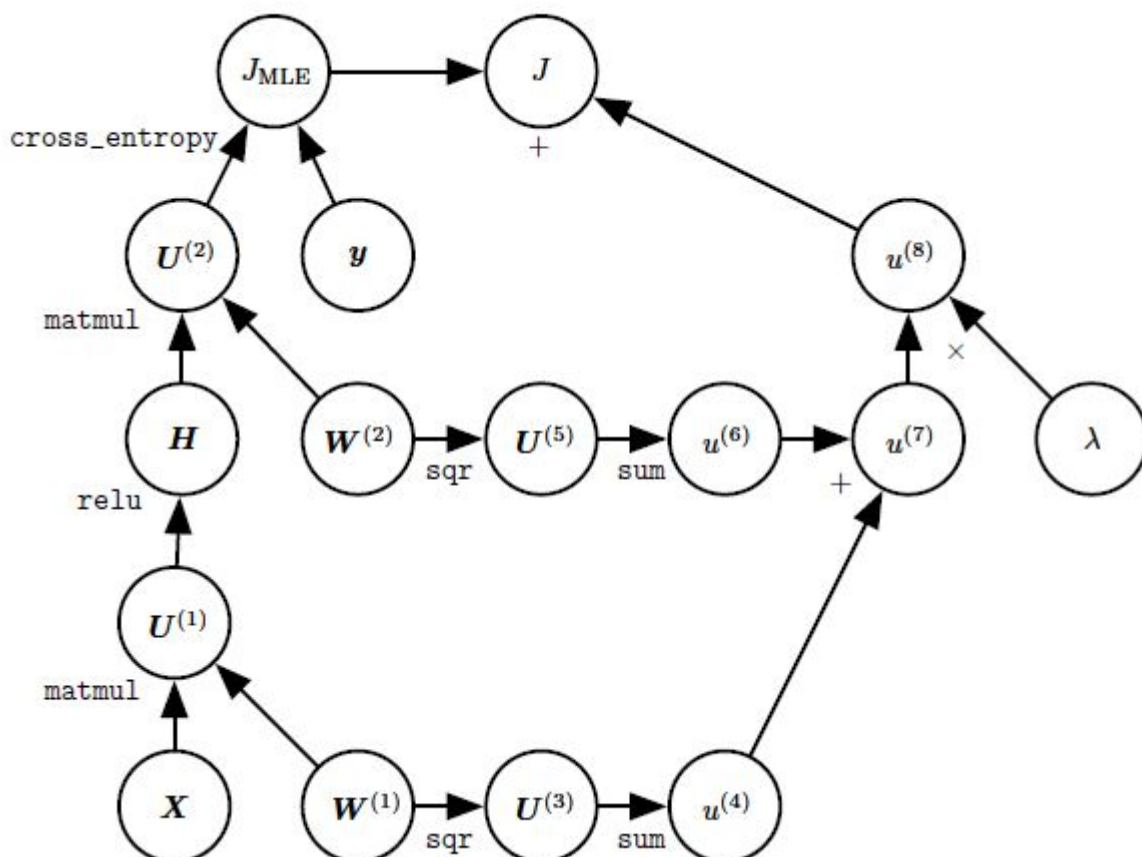 J_MLE J
cross_entropy +
U^(2) y u^(8)
matmul ×
H W^(2) U^(5) u^(6) u^(7) λ
relu sqr sum +
U^(1)
matmul
X W^(1) U^(3) u^(4)
sqr sum